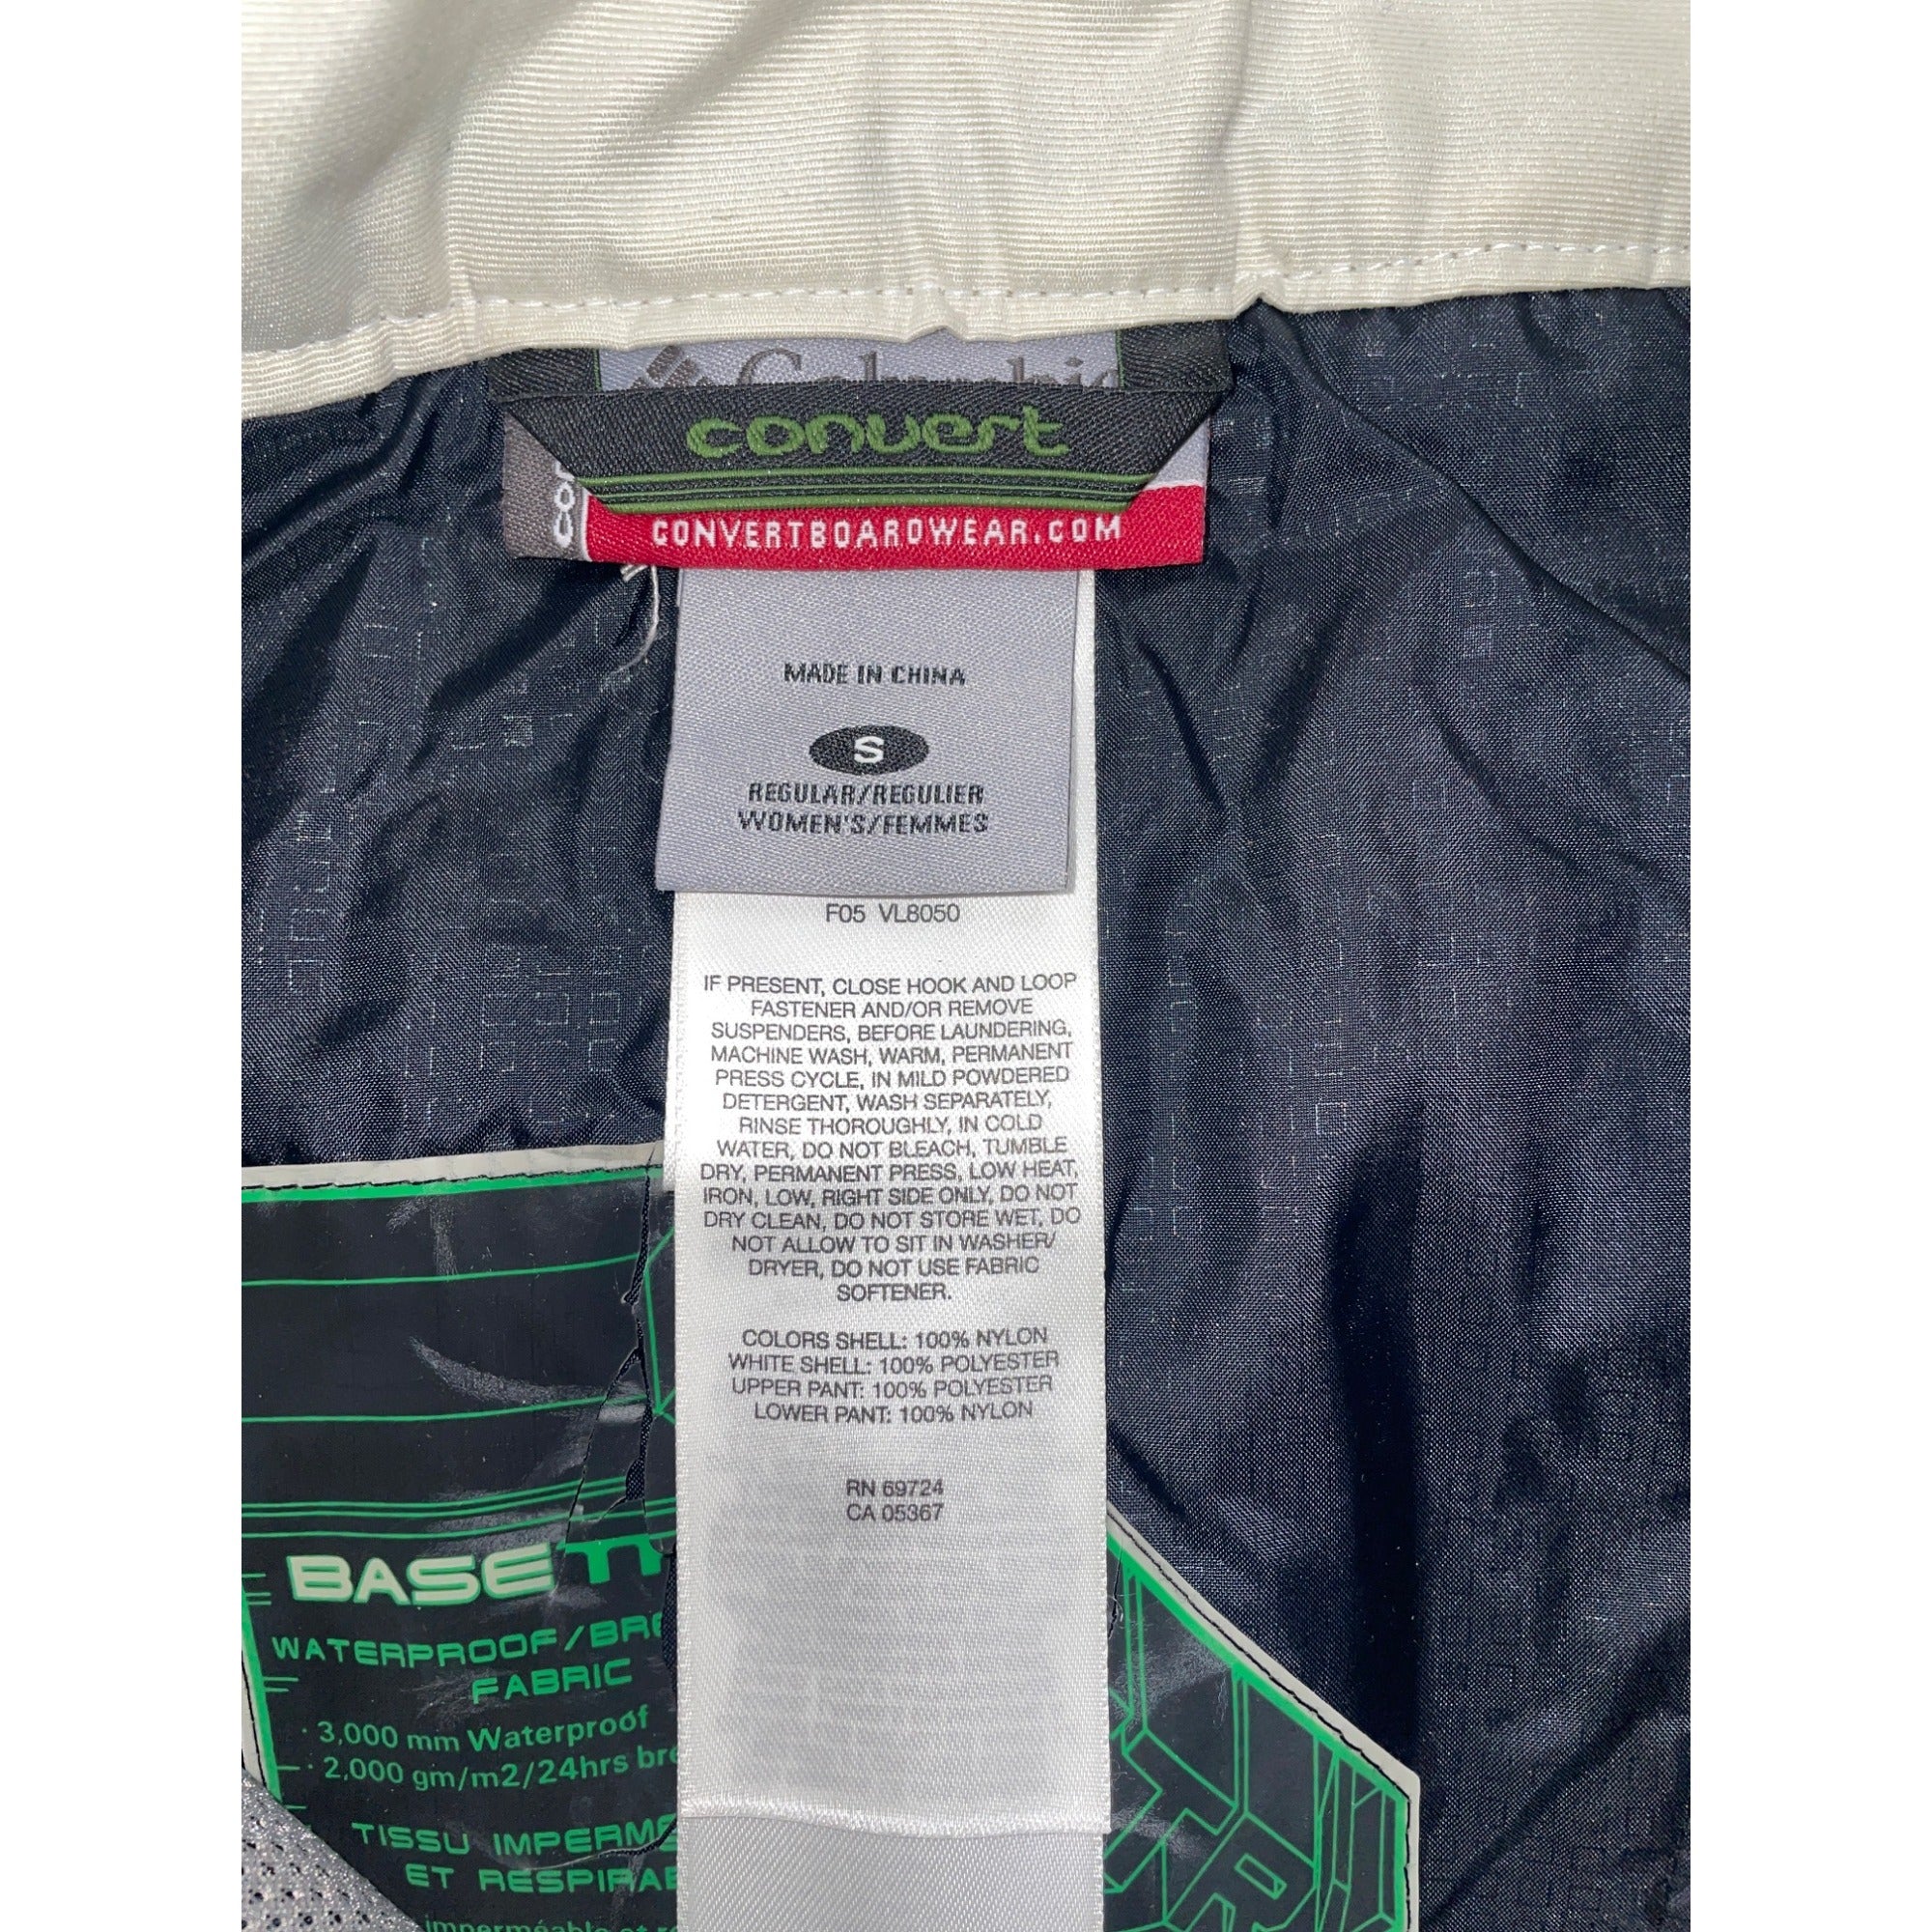 Columbia
convert
CONVERTBOARDWEAR.COM
MADE IN CHINA
S
REGULAR/REGULIER
WOMEN'S/FEMMES
F05 VL8050
IF PRESENT, CLOSE HOOK AND LOOP
FASTENER AND/OR REMOVE
SUSPENDERS, BEFORE LAUNDERING,
MACHINE WASH, WARM, PERMANENT
PRESS CYCLE, IN MILD POWDERED
DETERGENT, WASH SEPARATELY,
RINSE THOROUGHLY, IN COLD
WATER, DO NOT BLEACH, TUMBLE
DRY, PERMANENT PRESS, LOW HEAT,
IRON, LOW, RIGHT SIDE ONLY, DO NOT
DRY CLEAN, DO NOT STORE WET, DO
NOT ALLOW TO SIT IN WASHER/
DRYER, DO NOT USE FABRIC
SOFTENER.
COLORS SHELL: 100% NYLON
WHITE SHELL: 100% POLYESTER
UPPER PANT: 100% POLYESTER
LOWER PANT: 100% NYLON
RN 69724
CA 05367
BASE
WATERPROOF/BRE
FABRIC
· 3,000 mm Waterproof
· 2,000 gm/m2/24hrs bre
TISSU IMPERMÉ
ET RESPIRA